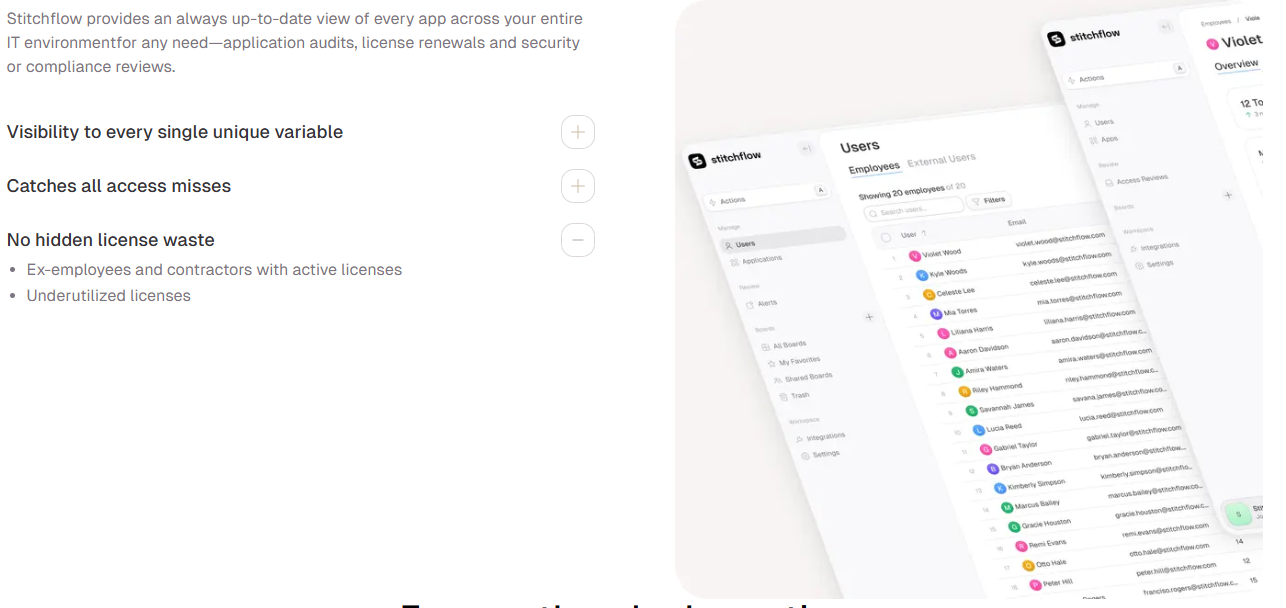 Stitchflow provides an always up-to-date view of every app across your entire
IT environmentfor any need—application audits, license renewals and security
or compliance reviews.
Visibility to every single unique variable
Catches all access misses
No hidden license waste
Ex-employees and contractors with active licenses
Underutilized licenses
stitchflow
Actions
A
Manage
Users
Applications
Review
Alerts
Boards
All Boards
My Favorites
Shared Boards
Trash
Workspace
Integrations
Settings
Users
Employees External Users
Showing 20 employees of 20
Search users...
Filters
User Email
1 Violet Wood violet.wood@stitchflow.com
2 Kyle Woods kyle.woods@stitchflow.com
3 Celeste Lee celeste.lee@stitchflow.com
4 Mia Torres mia.torres@stitchflow.com
5 Liliana Harris liliana.harris@stitchflow.com
6 Aaron Davidson aaron.davidson@stitchflow.c...
7 Amira Waters amira.waters@stitchflow.com
8 Riley Hammond riley.hammond@stitchflow.c...
9 Savannah James savana.james@stitchflow.co...
10 Lucia Reed lucia.reed@stitchflow.com
11 Gabriel Taylor gabriel.taylor@stitchflow.com
12 Bryan Anderson bryan.anderson@stitchflow...
13 Kimberly Simpson kimberly.simpson@stitchflo...
14 Marcus Bailey marcus.bailey@stitchflow.co...
15 Gracie Houston gracie.houston@stitchflow.c...
16 Remi Evans remi.evans@stitchflow.com
17 Otto Hale otto.hale@stitchflow.com 14
18 Peter Hill peter.hill@stitchflow.com 12
Rogers franciso.rogers@stitchflow.c... 15
stitchflow
Actions
A
Manage
Users
Apps
Review
Access Reviews
Boards
Workspace
Integrations
Settings
Employees / Viole
Violet
Overview
12 To
S